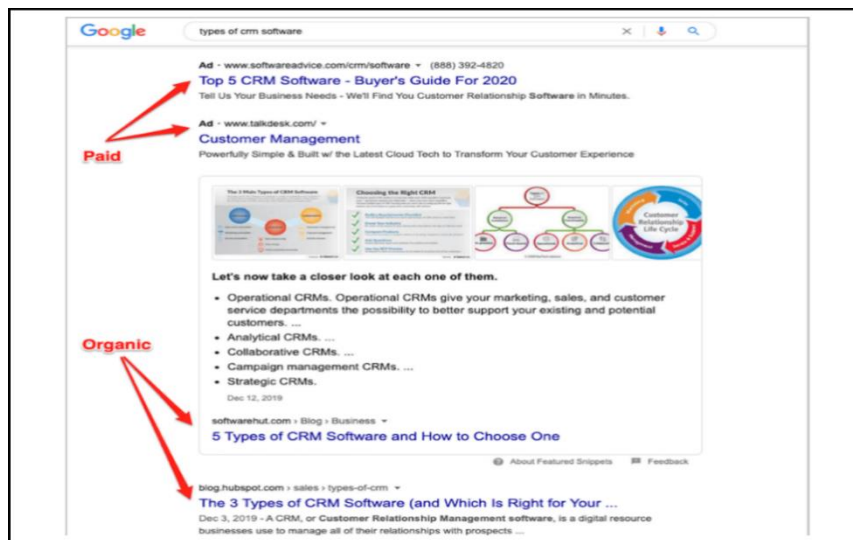 Google
types of crm software
Ad · www.softwareadvice.com/crm/software (888) 392-4820
Top 5 CRM Software - Buyer's Guide For 2020
Tell Us Your Business Needs - We'll Find You Customer Relationship Software in Minutes.
Ad · www.talkdesk.com/
Customer Management
Paid
Powerfully Simple & Built w/ the Latest Cloud Tech to Transform Your Customer Experience
The 3 Main Types of CRM Software
Choosing the Right CRM
Customer
Relationship
Life Cycle
Let's now take a closer look at each one of them.
• Operational CRMs. Operational CRMs give your marketing, sales, and customer
service departments the possibility to better support your existing and potential
customers. ...
Organic
• Analytical CRMs. ...
• Collaborative CRMs. ...
• Campaign management CRMs. ...
• Strategic CRMs.
Dec 12, 2019
softwarehut.com › Blog › Business
5 Types of CRM Software and How to Choose One
About Featured Snippets
Feedback
blog.hubspot.com › sales › types-of-crm
The 3 Types of CRM Software (and Which Is Right for Your ...
Dec 3, 2019 - A CRM, or Customer Relationship Management software, is a digital resource
businesses use to manage all of their relationships with prospects ...